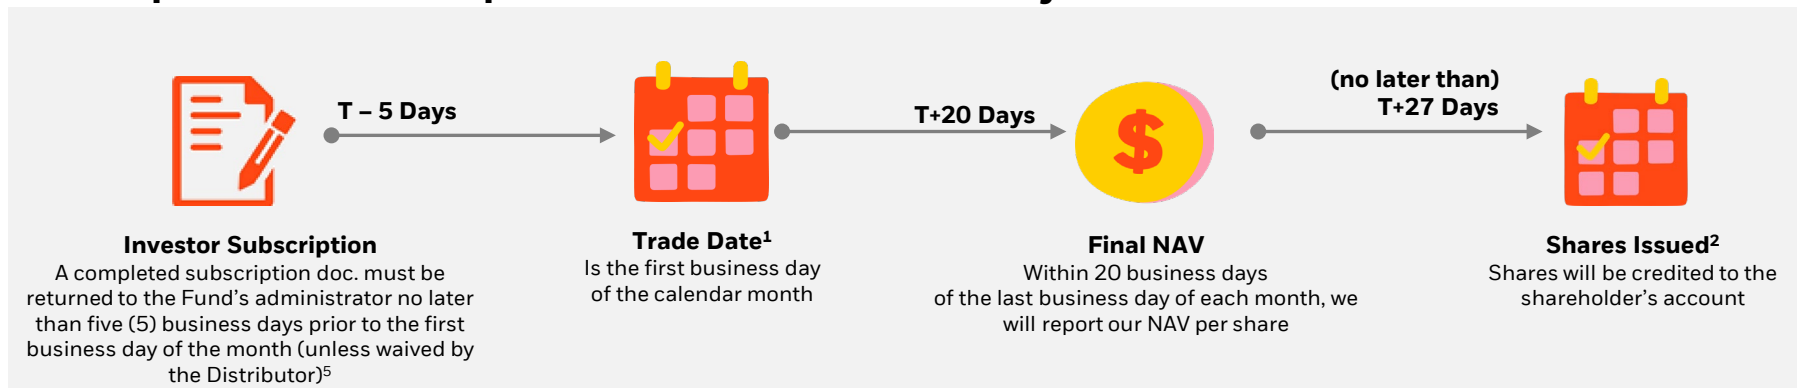 T – 5 Days
T+20 Days
(no later than)
T+27 Days
Investor Subscription
A completed subscription doc. must be
returned to the Fund's administrator no later
than five (5) business days prior to the first
business day of the month (unless waived by
the Distributor)⁵
Trade Date¹
Is the first business day
of the calendar month
$
Final NAV
Within 20 business days
of the last business day of each month, we
will report our NAV per share
Shares Issued²
Shares will be credited to the
shareholder's account